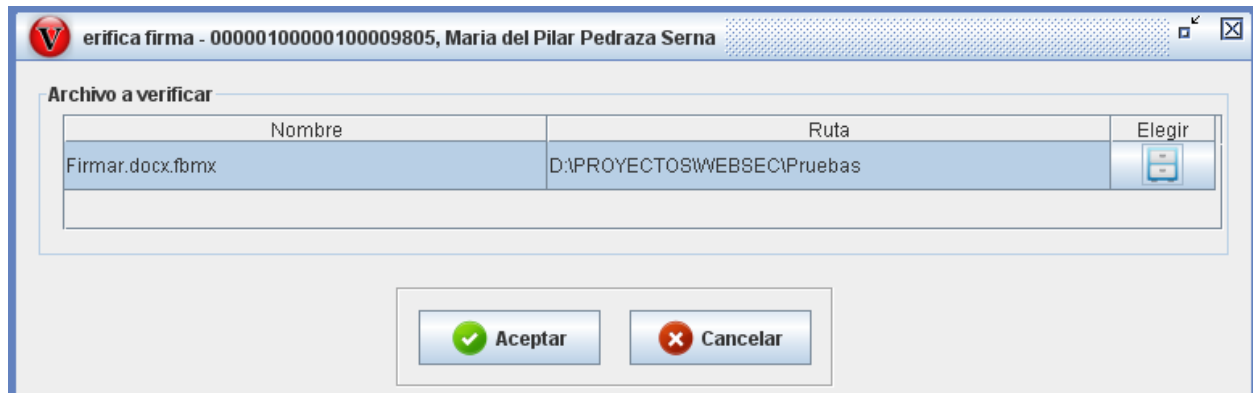 V erifica firma - 00000100000100009805, Maria del Pilar Pedraza Serna
Archivo a verificar
Nombre Ruta Elegir
Firmar.docx.fbmx D:\PROYECTOS\WEBSEC\Pruebas
Aceptar Cancelar